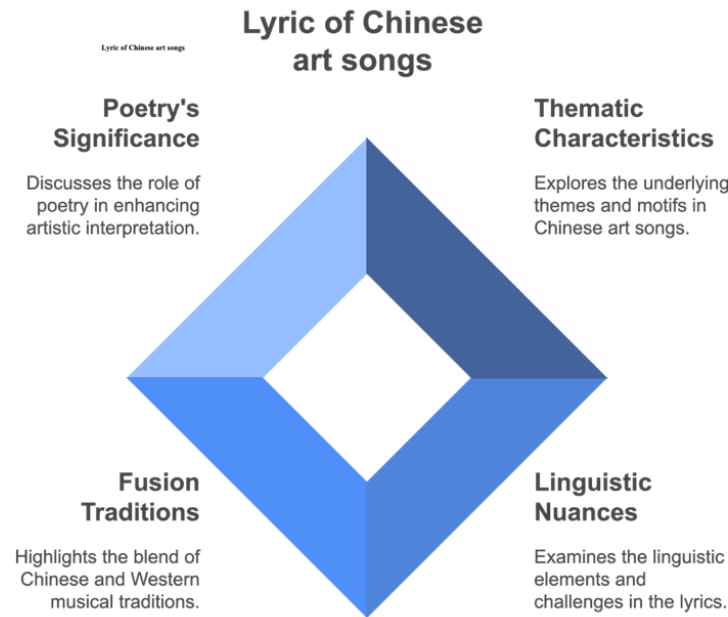 Lyric of Chinese
art songs
Lyric of Chinese art songs
Poetry's
Significance
Discusses the role of
poetry in enhancing
artistic interpretation.
Thematic
Characteristics
Explores the underlying
themes and motifs in
Chinese art songs.
Fusion
Traditions
Highlights the blend of
Chinese and Western
musical traditions.
Linguistic
Nuances
Examines the linguistic
elements and
challenges in the lyrics.